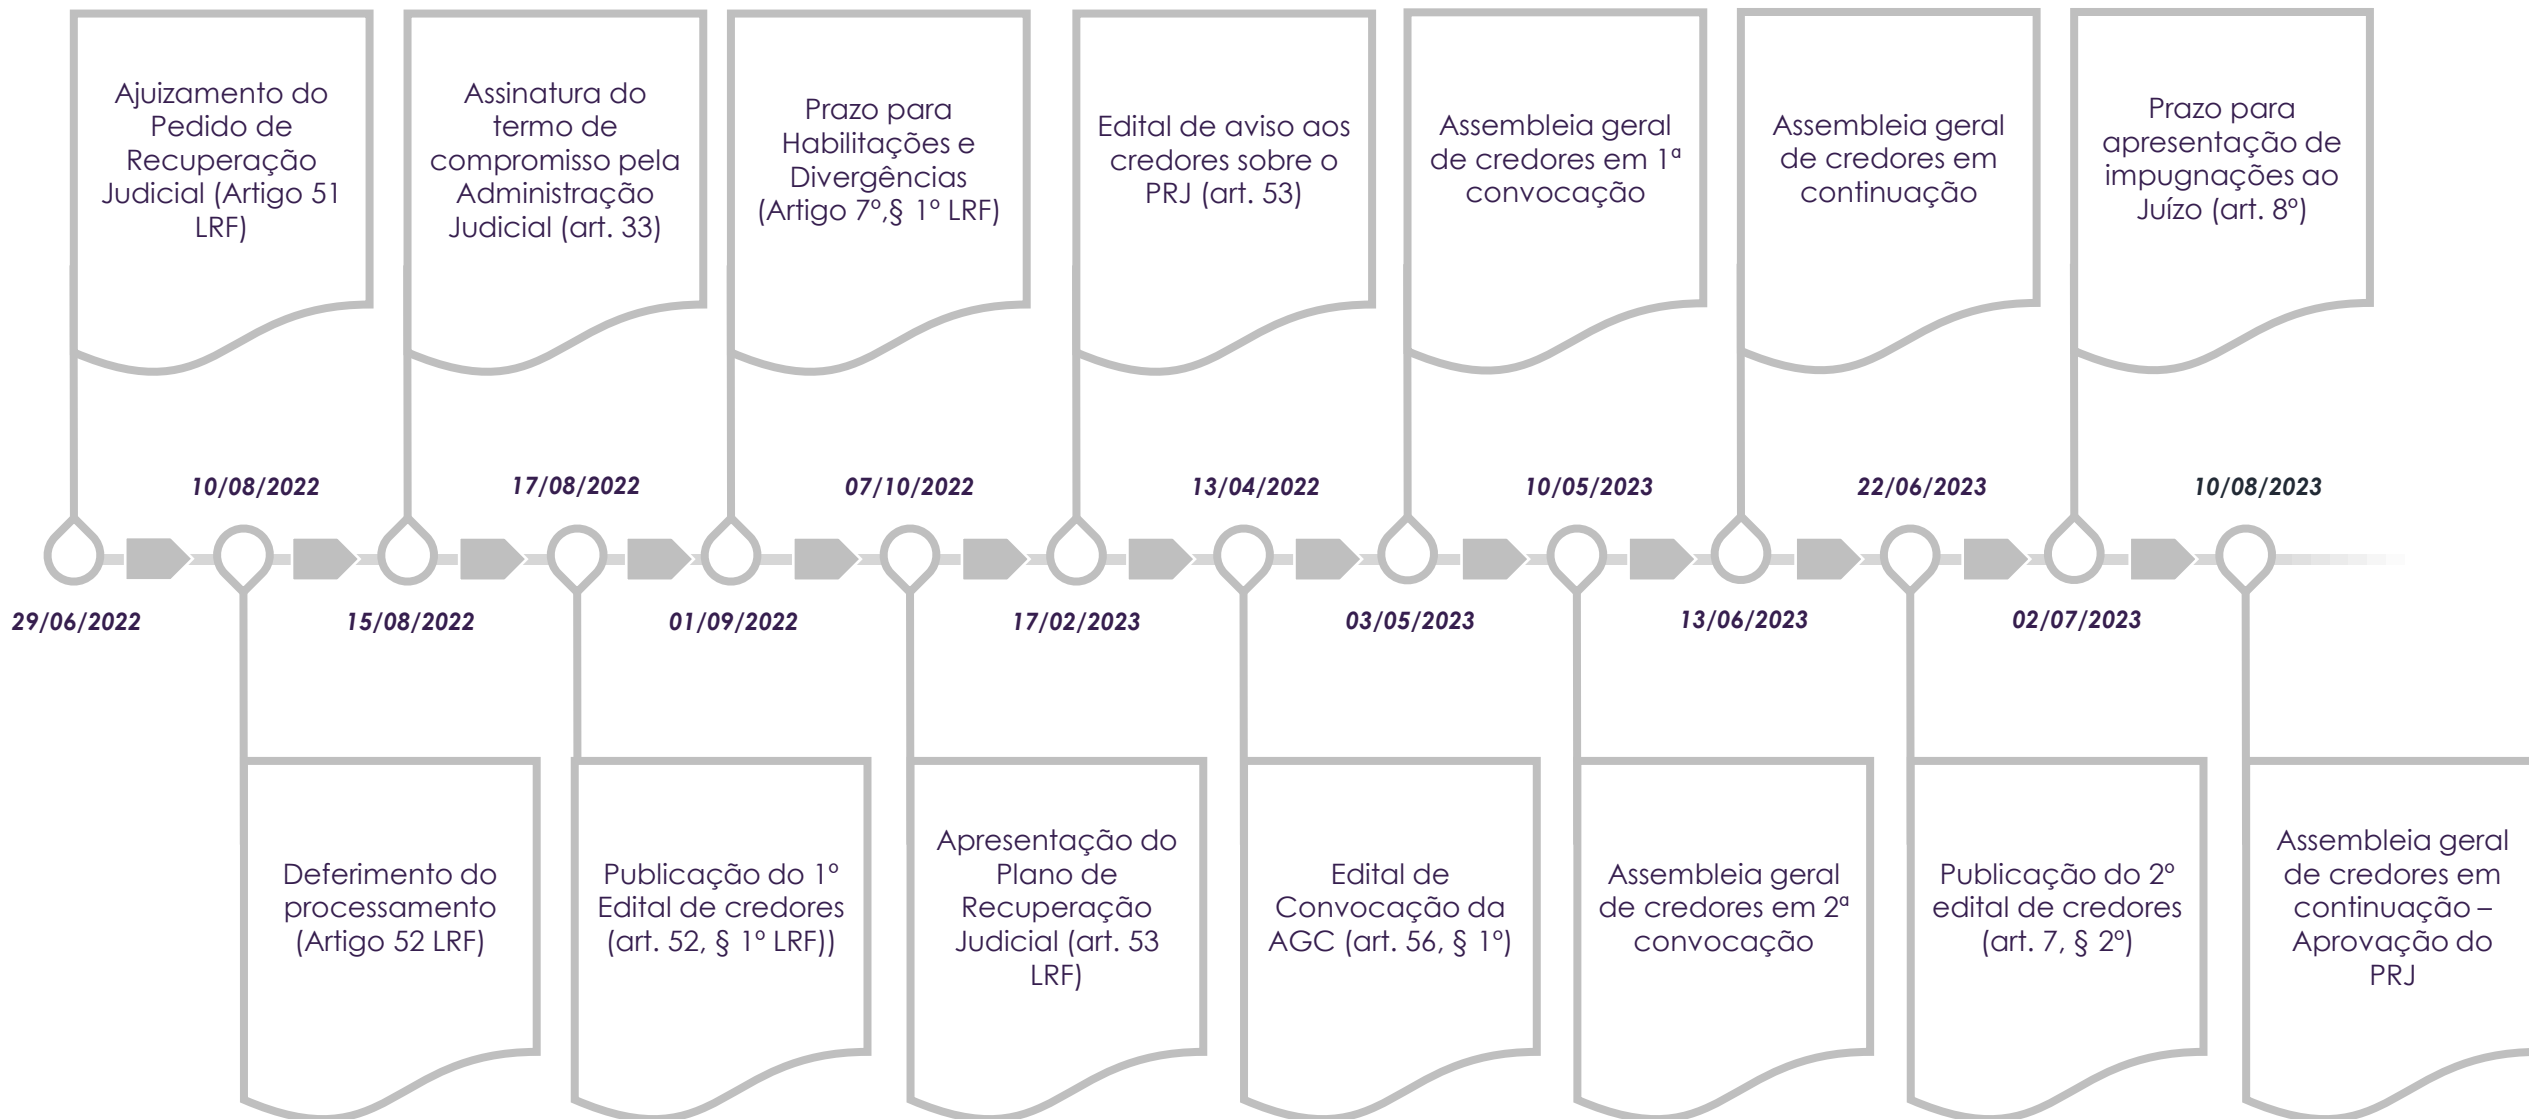 Ajuizamento do
Pedido de
Recuperação
Judicial (Artigo 51
LRF)
Assinatura do
termo de
compromisso pela
Administração
Judicial (art. 33)
Prazo para
Habilitações e
Divergências
(Artigo 7º,§ 1º LRF)
Edital de aviso aos
credores sobre o
PRJ (art. 53)
Assembleia geral
de credores em 1ª
convocação
Assembleia geral
de credores em
continuação
Prazo para
apresentação de
impugnações ao
Juízo (art. 8º)
10/08/2022
17/08/2022
07/10/2022
13/04/2022
10/05/2023
22/06/2023
10/08/2023
29/06/2022
15/08/2022
01/09/2022
17/02/2023
03/05/2023
13/06/2023
02/07/2023
Deferimento do
processamento
(Artigo 52 LRF)
Publicação do 1º
Edital de credores
(art. 52, § 1º LRF))
Apresentação do
Plano de
Recuperação
Judicial (art. 53
LRF)
Edital de
Convocação da
AGC (art. 56, § 1º)
Assembleia geral
de credores em 2ª
convocação
Publicação do 2º
edital de credores
(art. 7, § 2º)
Assembleia geral
de credores em
continuação –
Aprovação do
PRJ